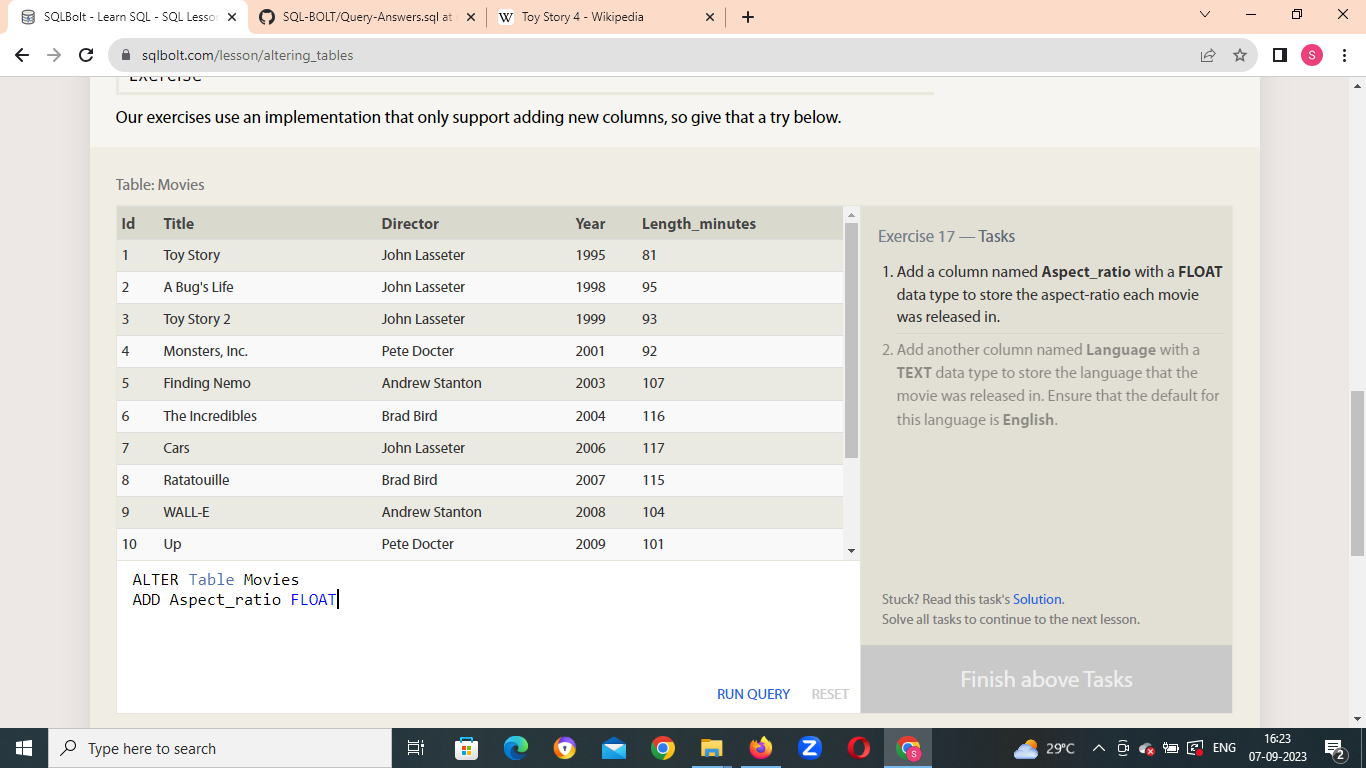 SQLBolt - Learn SQL - SQL Lesson
SQL-BOLT/Query-Answers.sql at
Toy Story 4 - Wikipedia
sqlbolt.com/lesson/altering_tables
S
Exercise
Our exercises use an implementation that only support adding new columns, so give that a try below.
Table: Movies
Id Title Director Year Length_minutes
1 Toy Story John Lasseter 1995 81
2 A Bug's Life John Lasseter 1998 95
3 Toy Story 2 John Lasseter 1999 93
4 Monsters, Inc. Pete Docter 2001 92
5 Finding Nemo Andrew Stanton 2003 107
6 The Incredibles Brad Bird 2004 116
7 Cars John Lasseter 2006 117
8 Ratatouille Brad Bird 2007 115
9 WALL-E Andrew Stanton 2008 104
10 Up Pete Docter 2009 101
ALTER Table Movies
ADD Aspect_ratio FLOAT
RUN QUERY RESET
Exercise 17 — Tasks
1. Add a column named Aspect_ratio with a FLOAT
data type to store the aspect-ratio each movie
was released in.
2. Add another column named Language with a
TEXT data type to store the language that the
movie was released in. Ensure that the default for
this language is English.
Stuck? Read this task's Solution.
Solve all tasks to continue to the next lesson.
Finish above Tasks
Type here to search
29°C
ENG
16:23
07-09-2023
2